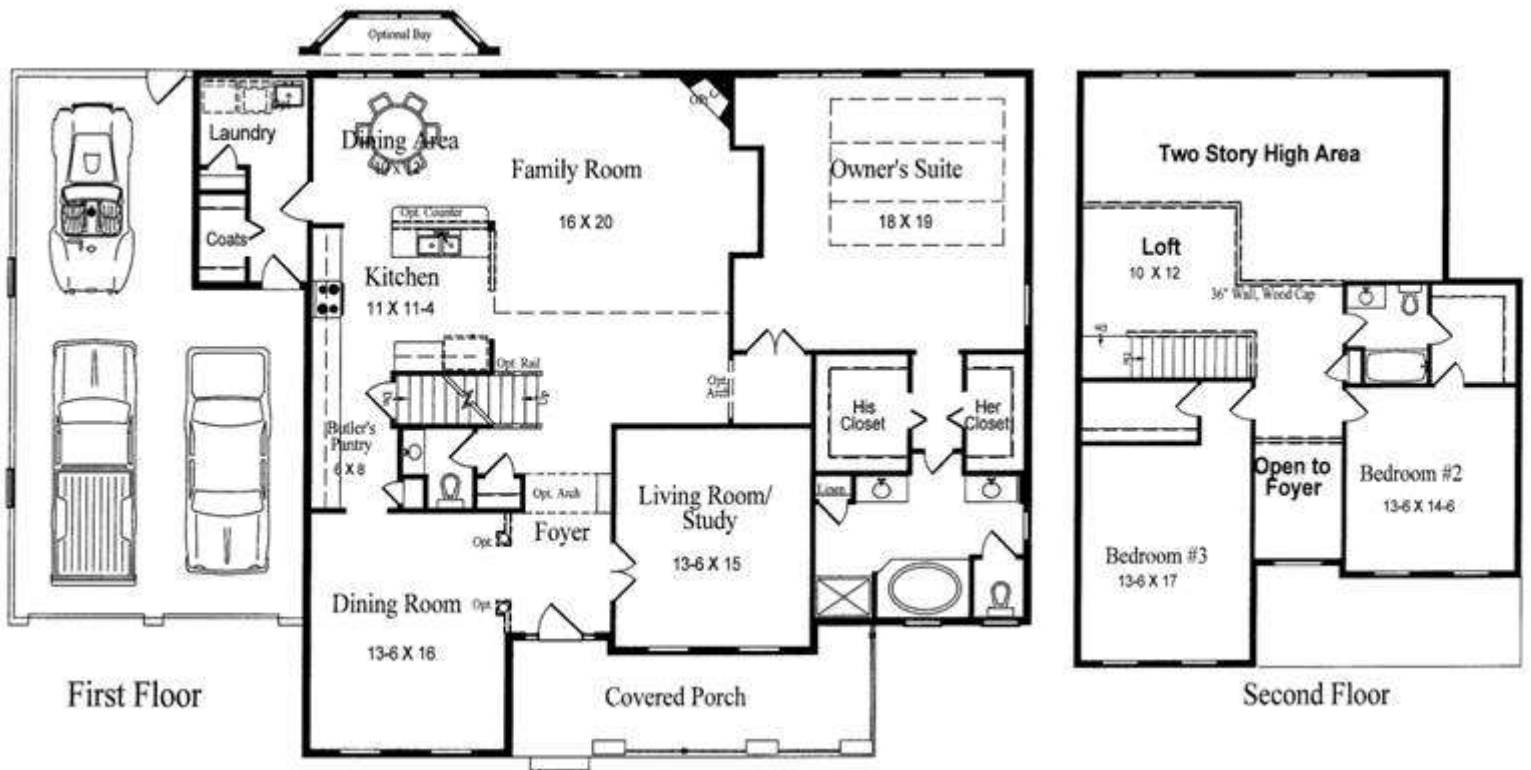 Optional Bay
Laundry
Coats
Dining Area
10 X 12
Family Room
16 X 20
Opt. Counter
Kitchen
11 X 11-4
Opt. Rail
Butler's
Pantry
6 X 8
Owner's Suite
18 X 19
Opt.
Arch
His
Closet
Her
Closet
Linen
Opt. Arch
Foyer
Opt
Opt
Living Room/
Study
13-6 X 15
Dining Room
13-6 X 16
Covered Porch
First Floor
Two Story High Area
Loft
10 X 12
36" Wall, Wood Cap
Open to
Foyer
Bedroom #2
13-6 X 14-6
Bedroom #3
13-6 X 17
Second Floor